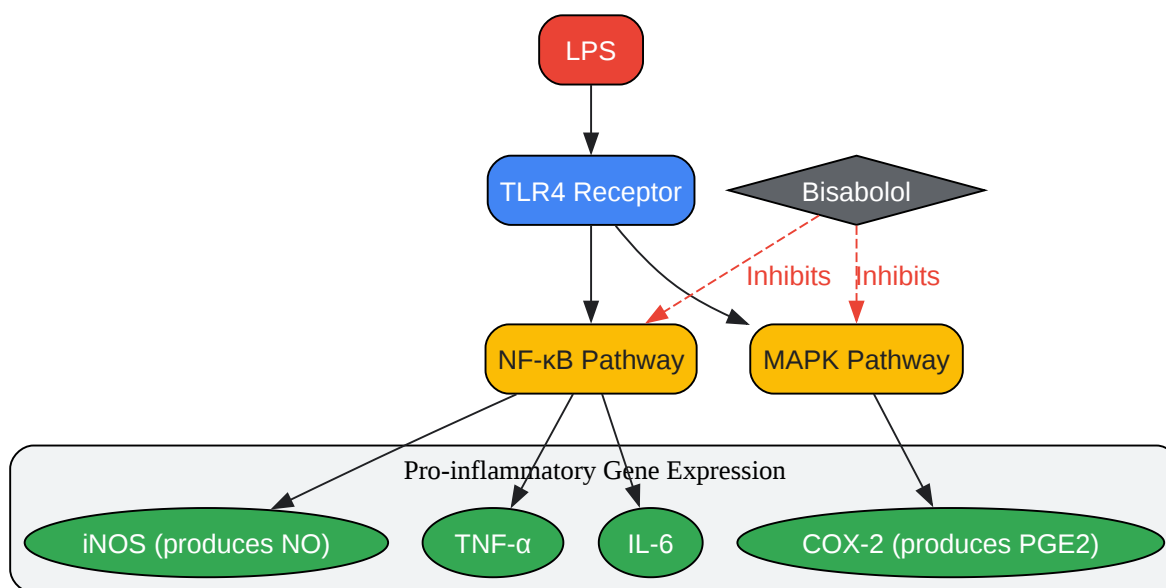 LPS
TLR4 Receptor
Bisabolol
Inhibits
Inhibits
NF-κB Pathway
MAPK Pathway
Pro-inflammatory Gene Expression
iNOS (produces NO)
TNF-α
IL-6
COX-2 (produces PGE2)